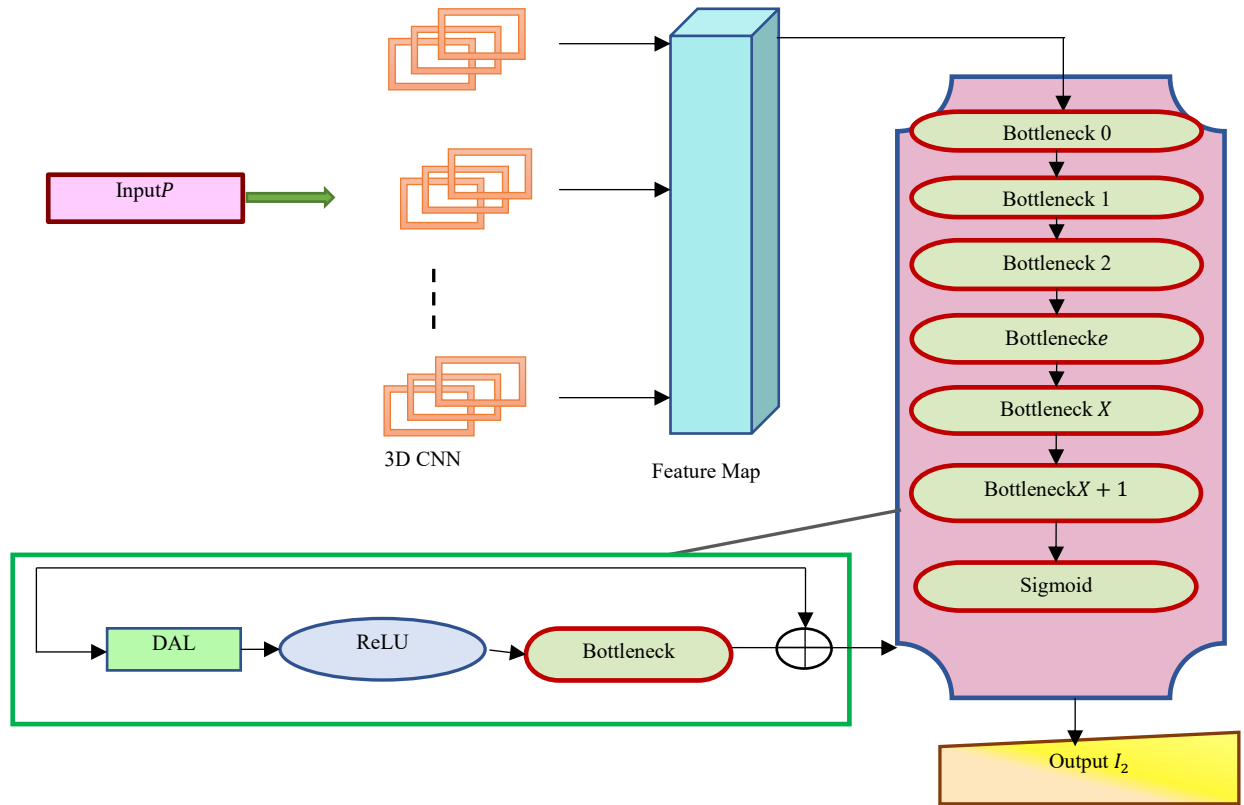 InputP
3D CNN
Feature Map
Bottleneck 0
Bottleneck 1
Bottleneck 2
Bottlenecke
Bottleneck X
BottleneckX + 1
Sigmoid
DAL
ReLU
Bottleneck
Output I₂